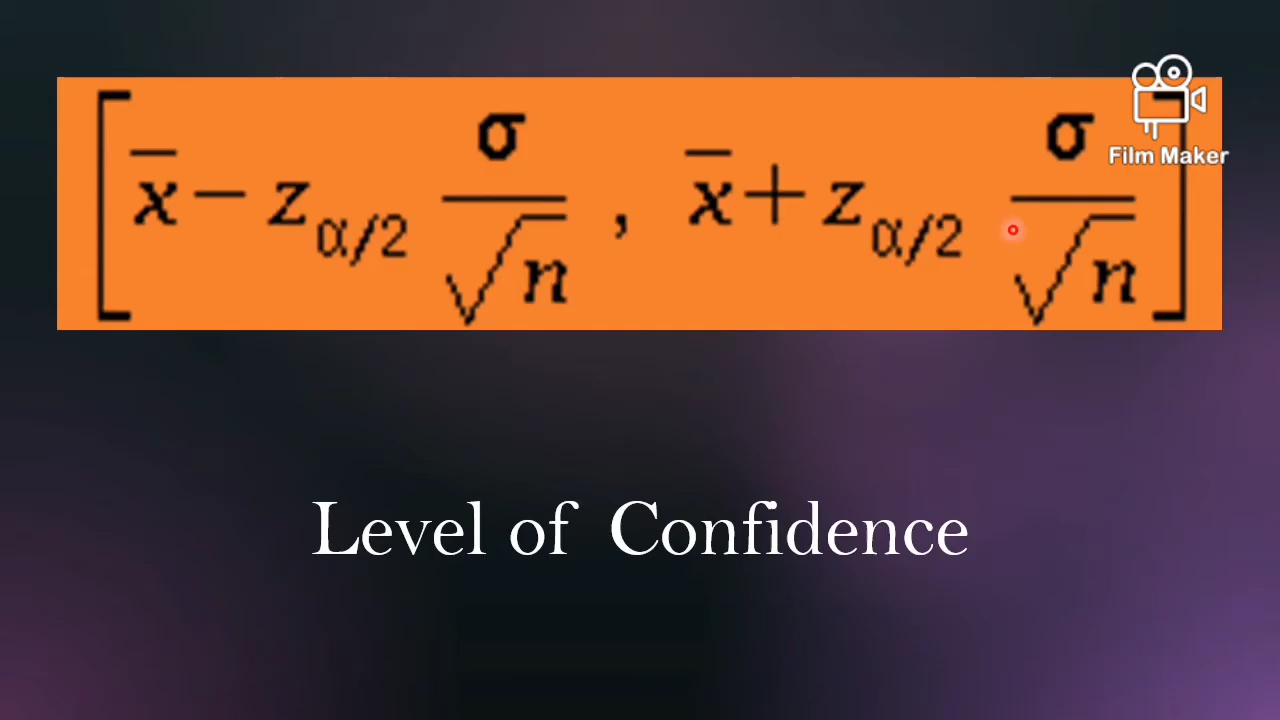 [x̄ − z_{α/2} σ/√n , x̄ + z_{α/2} σ/√n]
Film Maker
Level of Confidence